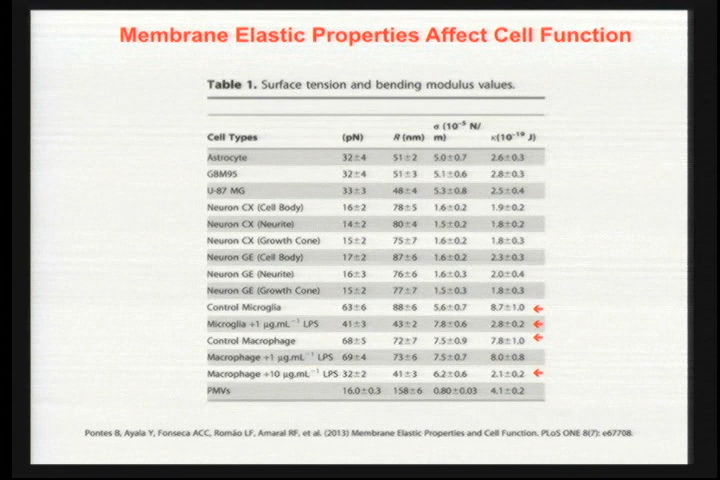 Membrane Elastic Properties Affect Cell Function
Table 1. Surface tension and bending modulus values.
Cell Types (pN) R (nm) σ (10⁻⁵ N/m) κ(10⁻¹⁹ J)
Astrocyte 32±4 51±2 5.0±0.7 2.6±0.3
GBM95 32±4 51±3 5.1±0.6 2.8±0.3
U-87 MG 33±3 48±4 5.3±0.8 2.5±0.4
Neuron CX (Cell Body) 16±2 78±5 1.6±0.2 1.9±0.2
Neuron CX (Neurite) 14±2 80±4 1.5±0.2 1.8±0.2
Neuron CX (Growth Cone) 15±2 75±7 1.6±0.2 1.8±0.3
Neuron GE (Cell Body) 17±2 87±6 1.6±0.2 2.3±0.3
Neuron GE (Neurite) 16±3 76±6 1.6±0.3 2.0±0.4
Neuron GE (Growth Cone) 15±2 77±7 1.5±0.3 1.8±0.3
Control Microglia 63±6 88±6 5.6±0.7 8.7±1.0 ←
Microglia +1 μg.mL⁻¹ LPS 41±3 43±2 7.8±0.6 2.8±0.2 ←
Control Macrophage 68±5 72±7 7.5±0.9 7.8±1.0 ←
Macrophage +1 μg.mL⁻¹ LPS 69±4 73±6 7.5±0.7 8.0±0.8
Macrophage +10 μg.mL⁻¹ LPS 32±2 41±3 6.2±0.6 2.1±0.2 ←
PMVs 16.0±0.3 158±6 0.80±0.03 4.1±0.2
Pontes B, Ayala Y, Fonseca ACC, Romão LF, Amaral RF, et al. (2013) Membrane Elastic Properties and Cell Function. PLoS ONE 8(7): e67708.